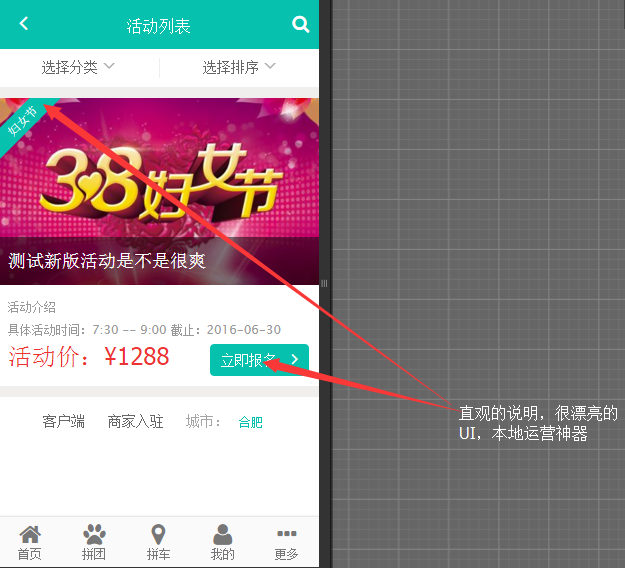 活动列表
选择分类 选择排序
妇女节
38妇女节
测试新版活动是不是很爽
活动介绍
具体活动时间：7:30 -- 9:00 截止：2016-06-30
活动价：¥1288
立即报名
直观的说明，很漂亮的
UI，本地运营神器
客户端 商家入驻 城市： 合肥
首页 拼团 拼车 我的 更多